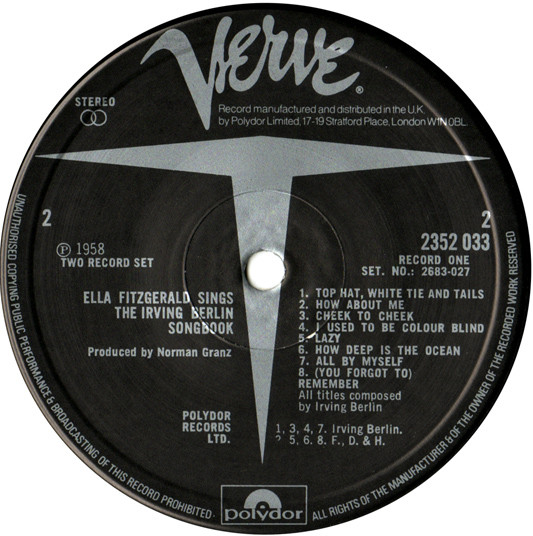 Verve®
STEREO
Record manufactured and distributed in the U.K.
by Polydor Limited, 17-19 Stratford Place, London W1N 0BL.
2
2
Ⓟ 1958
TWO RECORD SET
2352 033
RECORD ONE
SET. NO.: 2683-027
ELLA FITZGERALD SINGS
THE IRVING BERLIN
SONGBOOK
Produced by Norman Granz
1. TOP HAT, WHITE TIE AND TAILS
2. HOW ABOUT ME
3. CHEEK TO CHEEK
4. I USED TO BE COLOUR BLIND
5. LAZY
6. HOW DEEP IS THE OCEAN
7. ALL BY MYSELF
8. (YOU FORGOT TO)
REMEMBER
All titles composed
by Irving Berlin
POLYDOR
RECORDS
LTD.
1, 3, 4, 7. Irving Berlin.
2 5, 6. 8. F., D. & H.
UNAUTHORISED COPYING PUBLIC PERFORMANCE & BROADCASTING OF THIS RECORD PROHIBITED ·
polydor
ALL RIGHTS OF THE MANUFACTURER & OF THE OWNER OF THE RECORDED WORK RESERVED